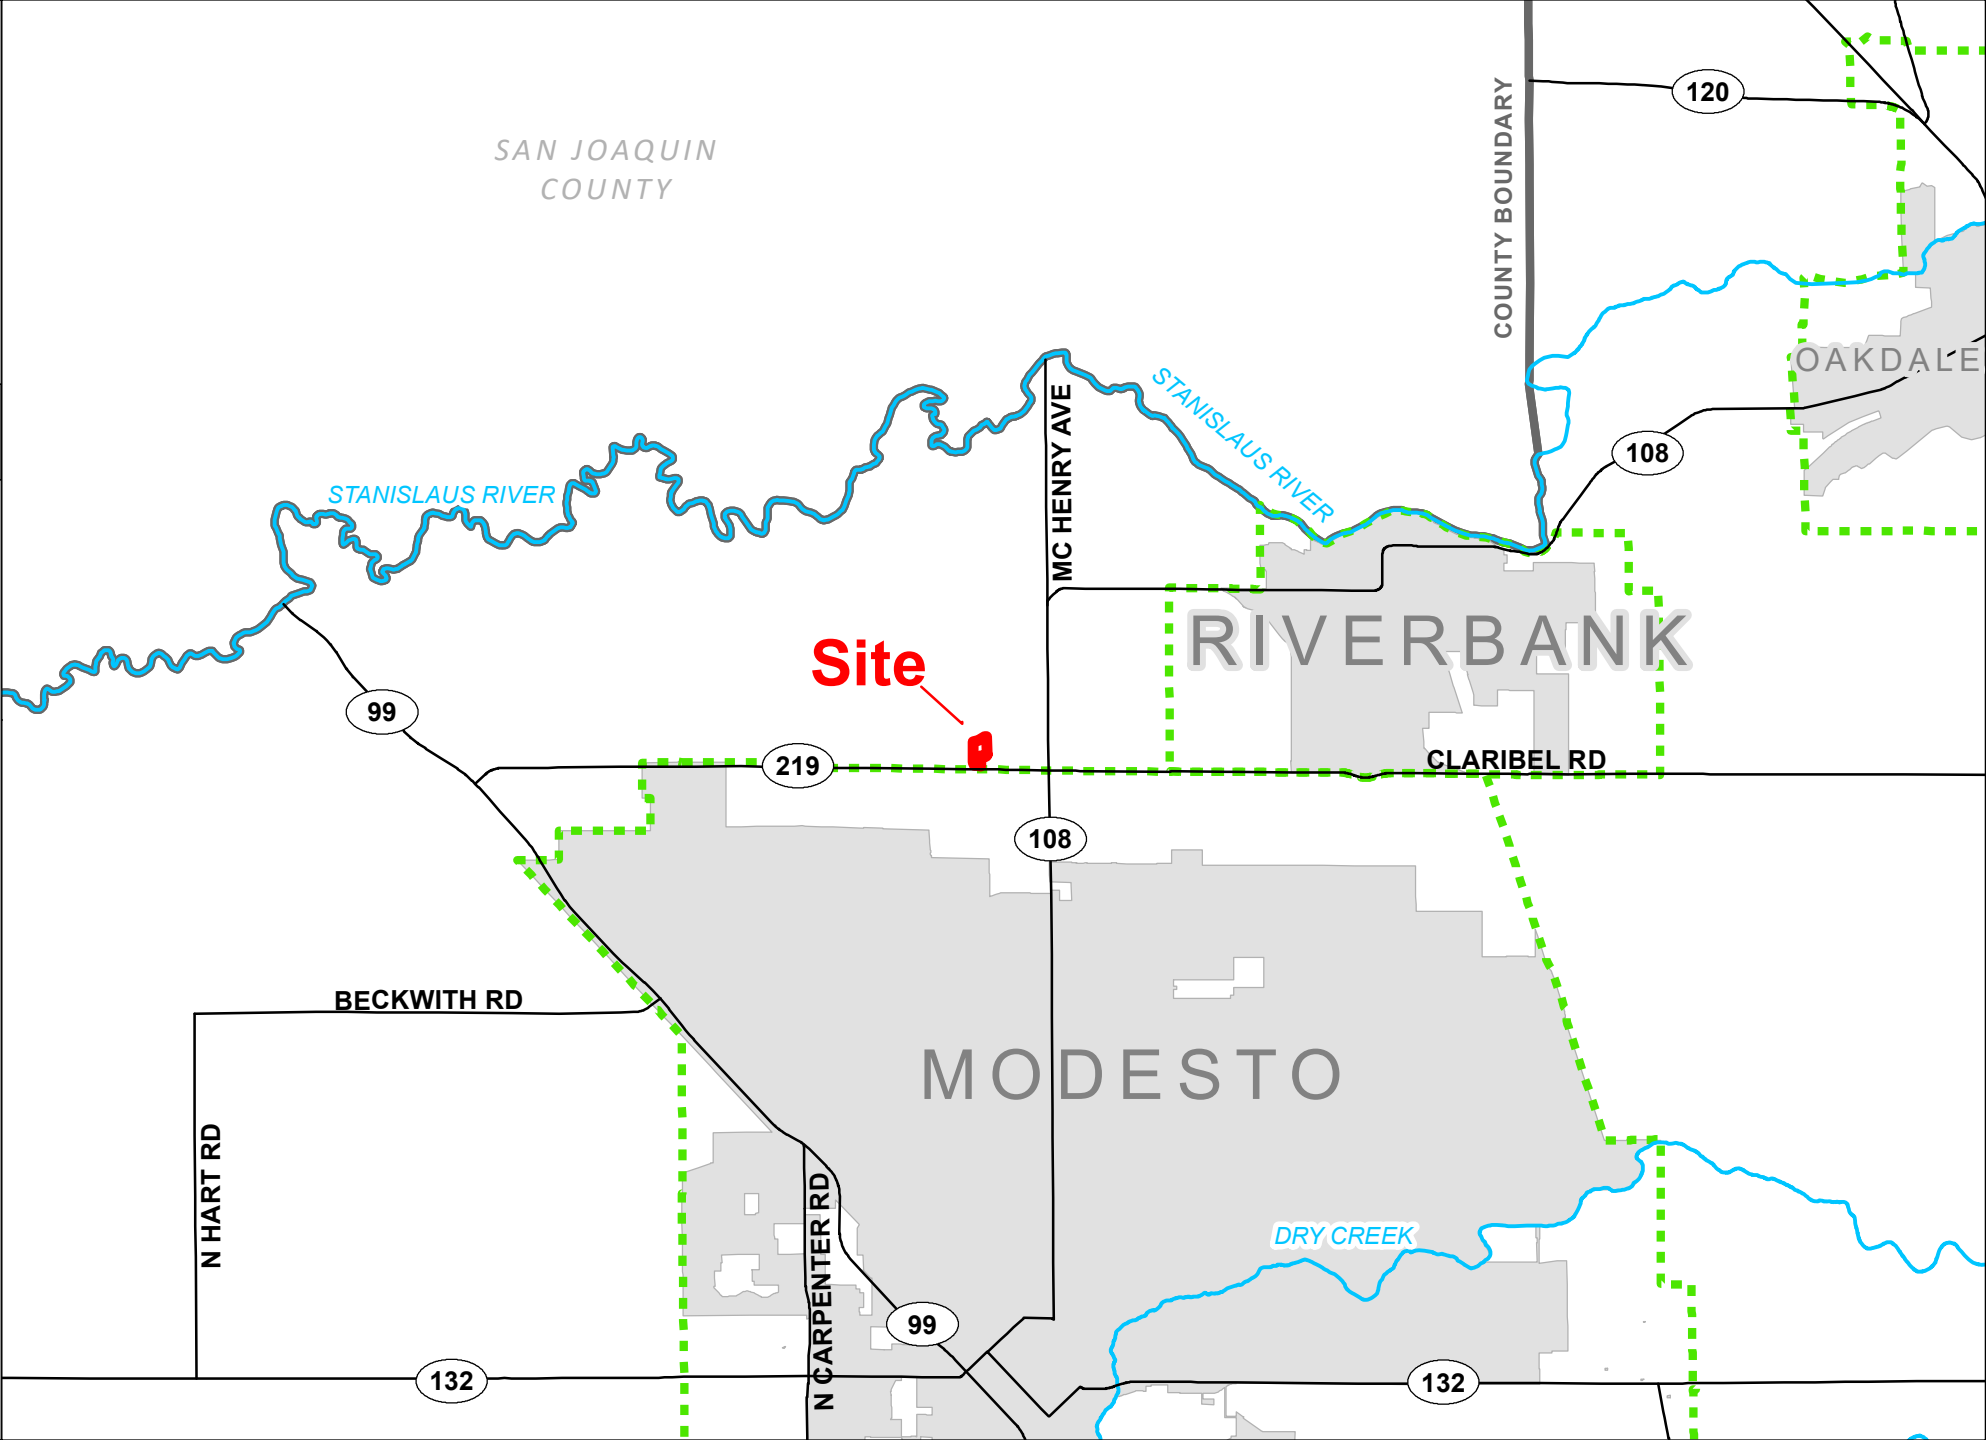 120
SAN JOAQUIN
COUNTY
COUNTY BOUNDARY
OAKDALE
STANISLAUS RIVER
MC HENRY AVE
108
STANISLAUS RIVER
RIVERBANK
Site
99
219
CLARIBEL RD
108
BECKWITH RD
MODESTO
N HART RD
N CARPENTER RD
DRY CREEK
99
132
132